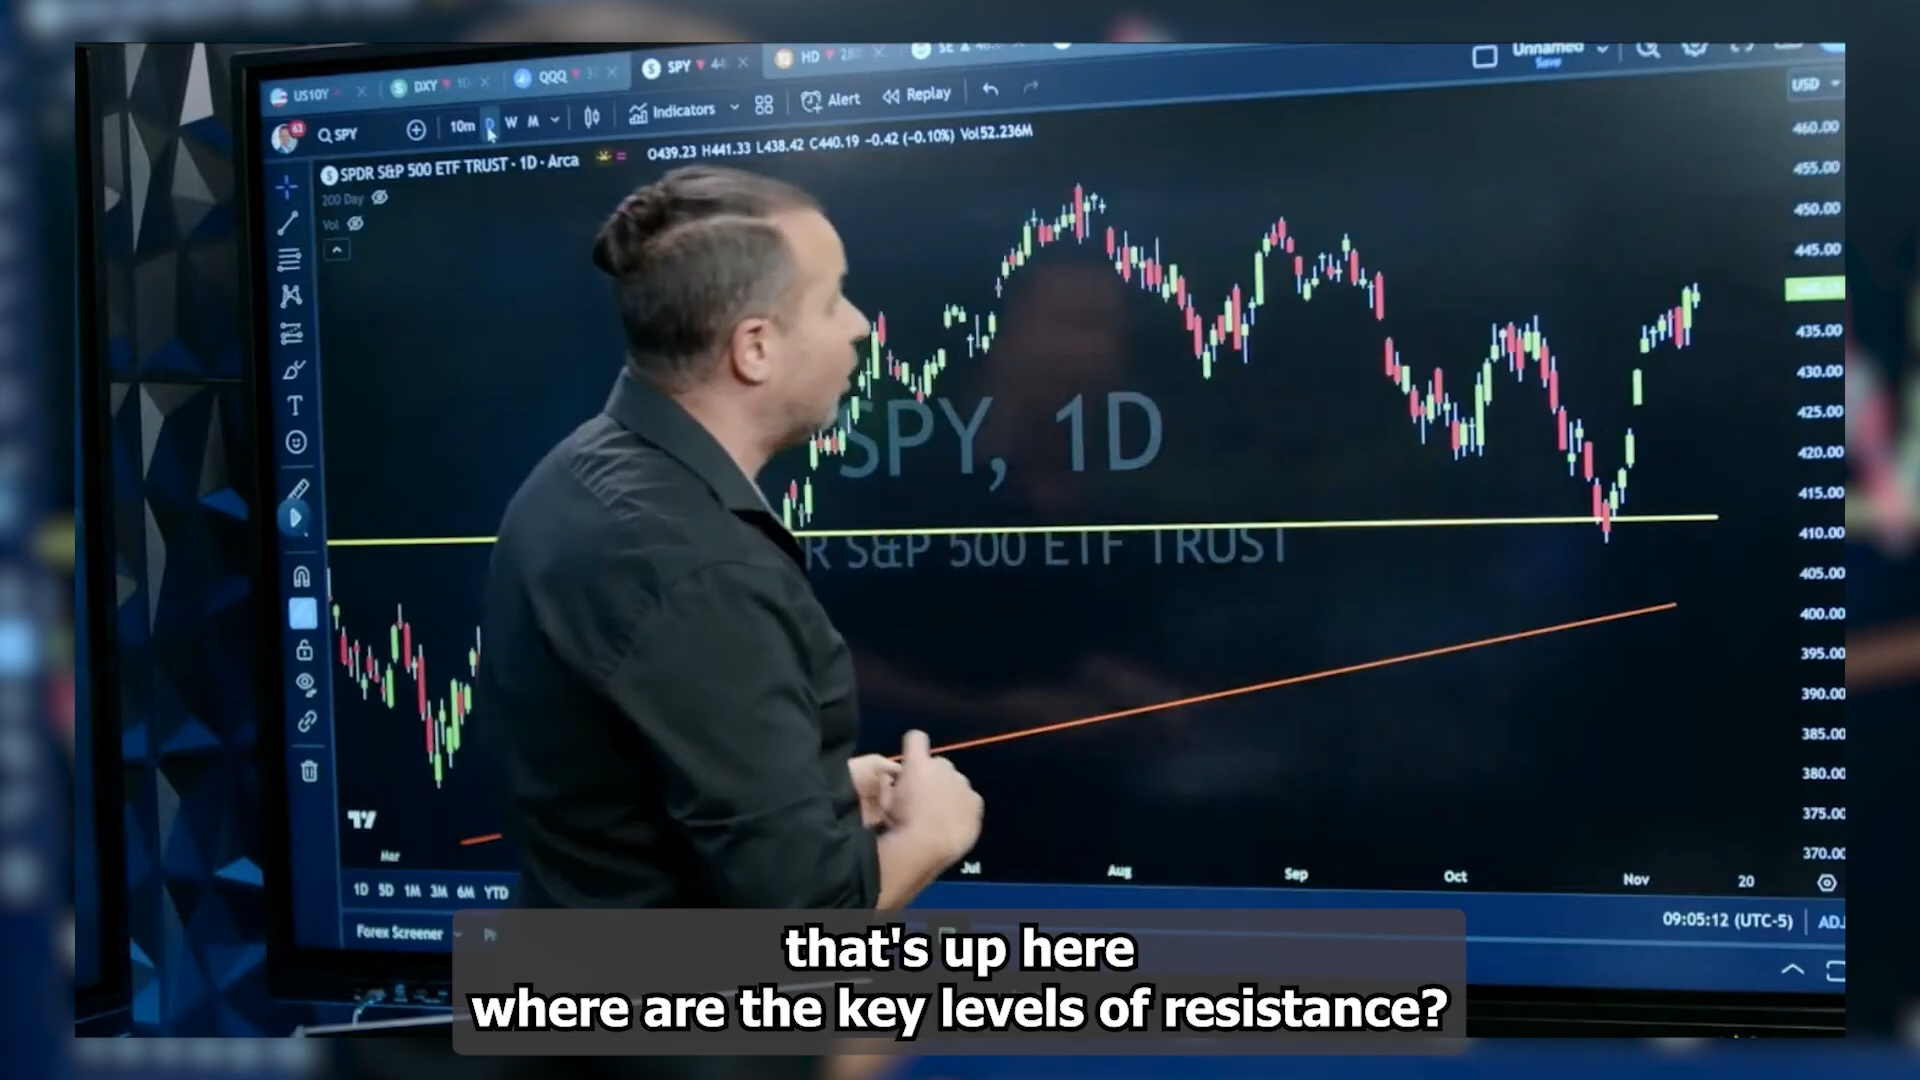 US10Y
DXY
QQQ
SPY
HD
SE
Unnamed
Save
63
SPY
10m D W M
Indicators
Alert
Replay
USD
SPDR S&P 500 ETF TRUST · 1D · Arca
O439.23 H441.33 L438.42 C440.19 −0.42 (−0.10%) Vol52.236M
200 Day
Vol
460.00
455.00
450.00
445.00
435.00
430.00
425.00
420.00
415.00
410.00
405.00
400.00
395.00
390.00
385.00
380.00
375.00
370.00
SPY, 1D
R S&P 500 ETF TRUST
T
Mar
Jul
Aug
Sep
Oct
Nov
20
1D 5D 1M 3M 6M YTD
09:05:12 (UTC-5)
ADJ
Forex Screener
that's up here
where are the key levels of resistance?